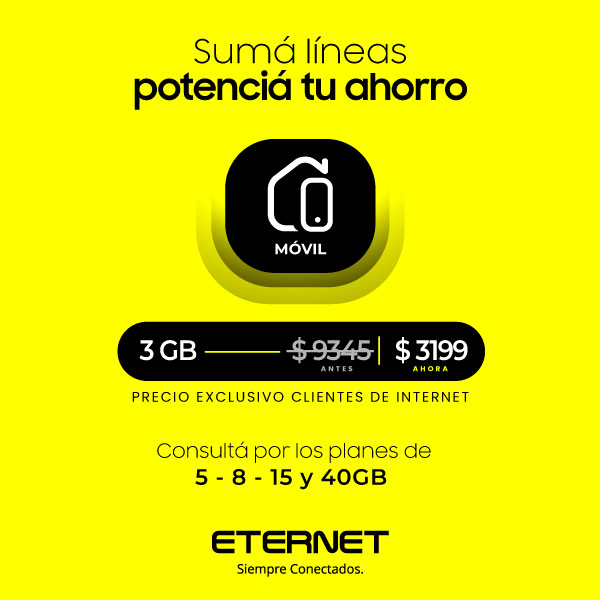 Sumá líneas
potenciá tu ahorro
MÓVIL
3 GB $ 9345 $ 3199
ANTES AHORA
PRECIO EXCLUSIVO CLIENTES DE INTERNET
Consultá por los planes de
5 - 8 - 15 y 40GB
ETERNET
Siempre Conectados.